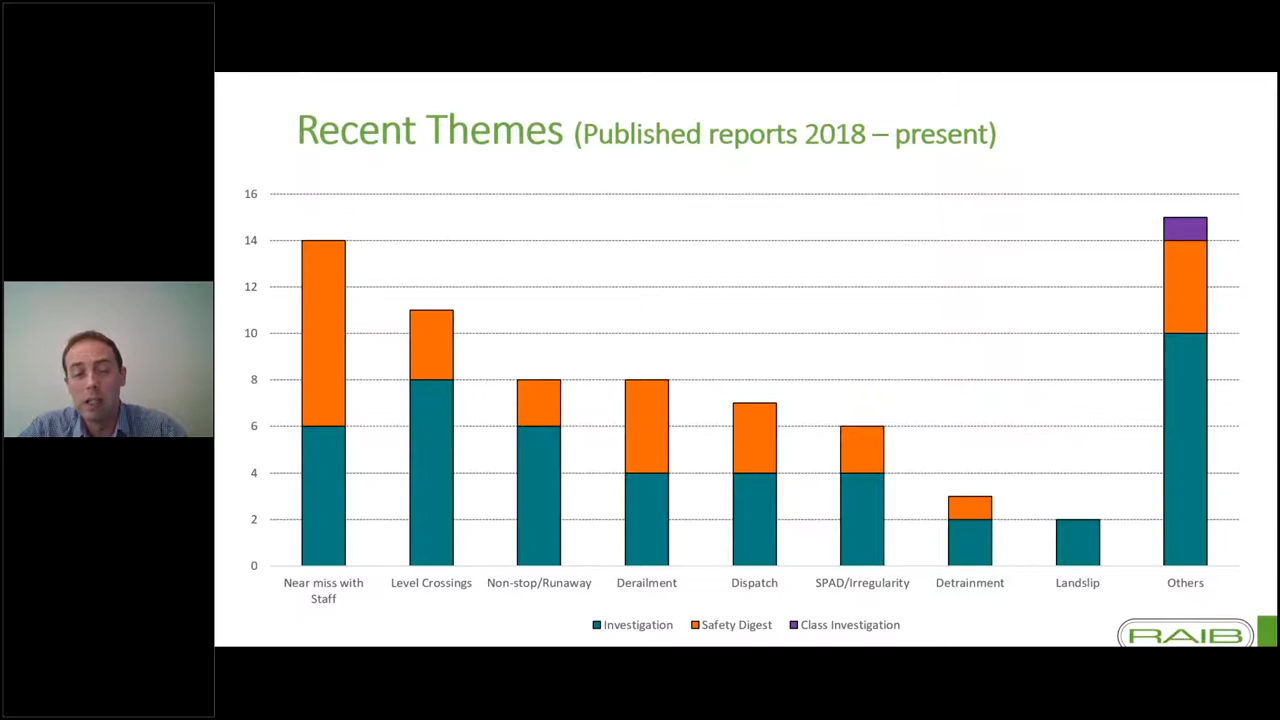 Recent Themes (Published reports 2018 – present)
16
14
12
10
8
6
4
2
0
Near miss with
Staff
Level Crossings
Non-stop/Runaway
Derailment
Dispatch
SPAD/Irregularity
Detrainment
Landslip
Others
Investigation
Safety Digest
Class Investigation
RAIB